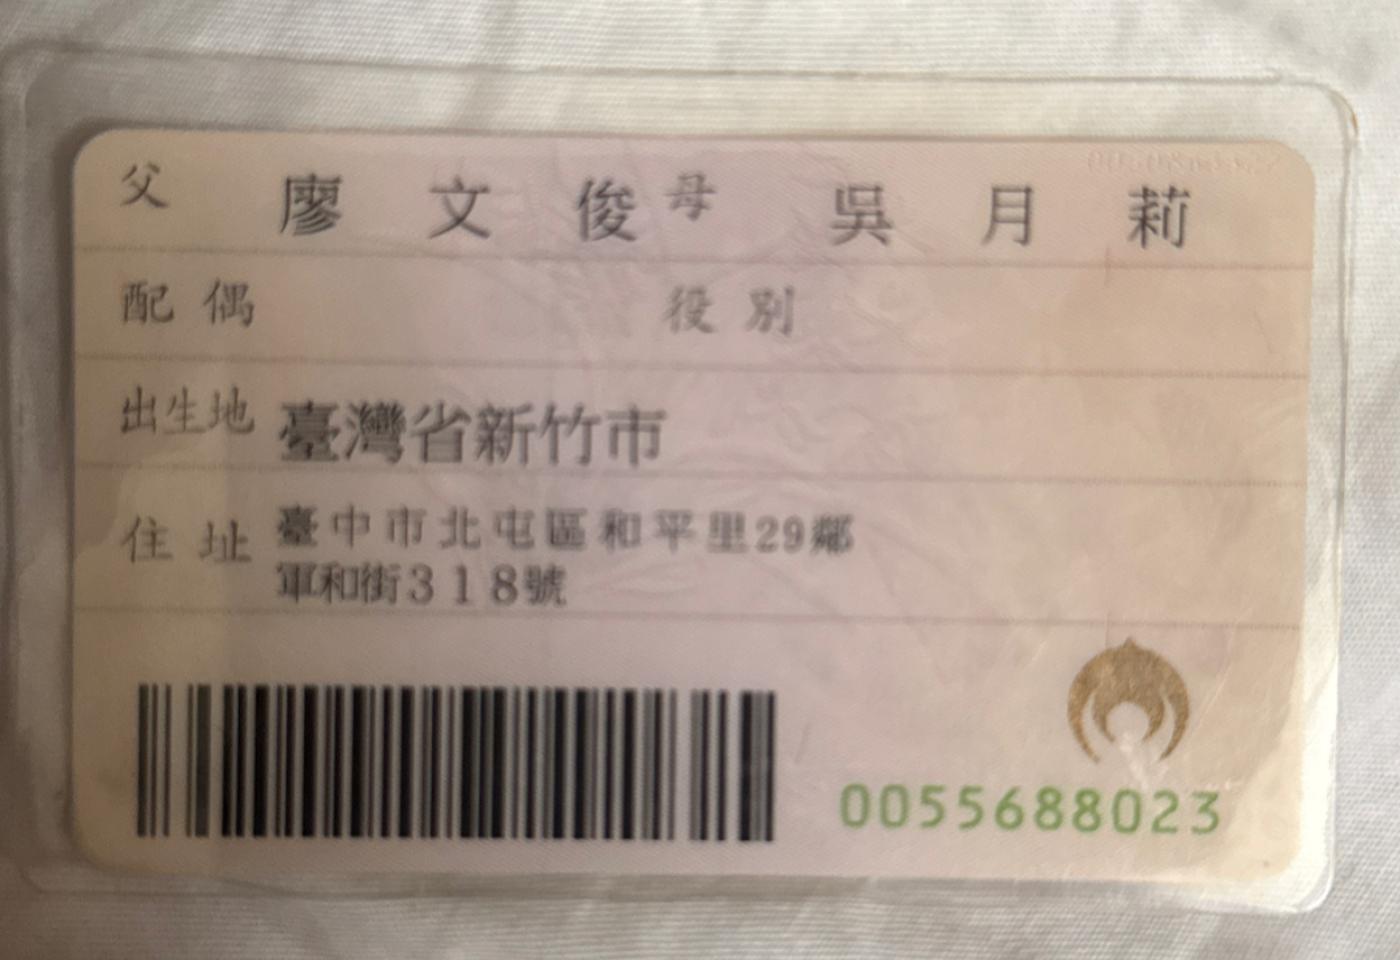 父 廖文俊 母 吳月莉
配偶 役別
出生地 臺灣省新竹市
住址 臺中市北屯區和平里29鄰
軍和街318號
0055688023